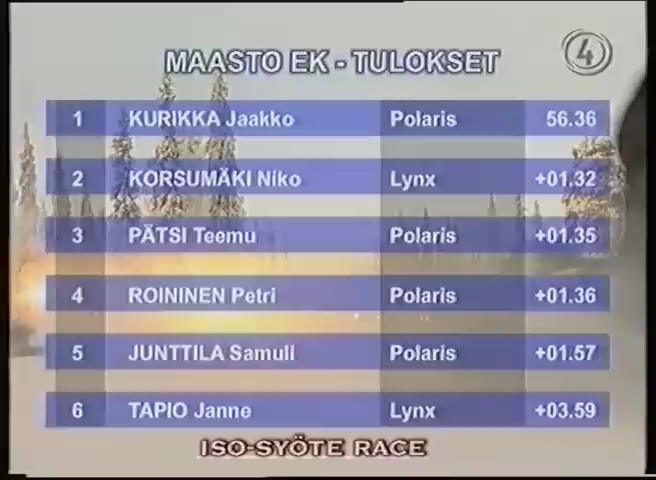 MAASTO EK - TULOKSET
4
1 KURIKKA Jaakko Polaris 56.36
2 KORSUMÄKI Niko Lynx +01.32
3 PÄTSI Teemu Polaris +01.35
4 ROININEN Petri Polaris +01.36
5 JUNTTILA Samuli Polaris +01.57
6 TAPIO Janne Lynx +03.59
ISO-SYÖTE RACE